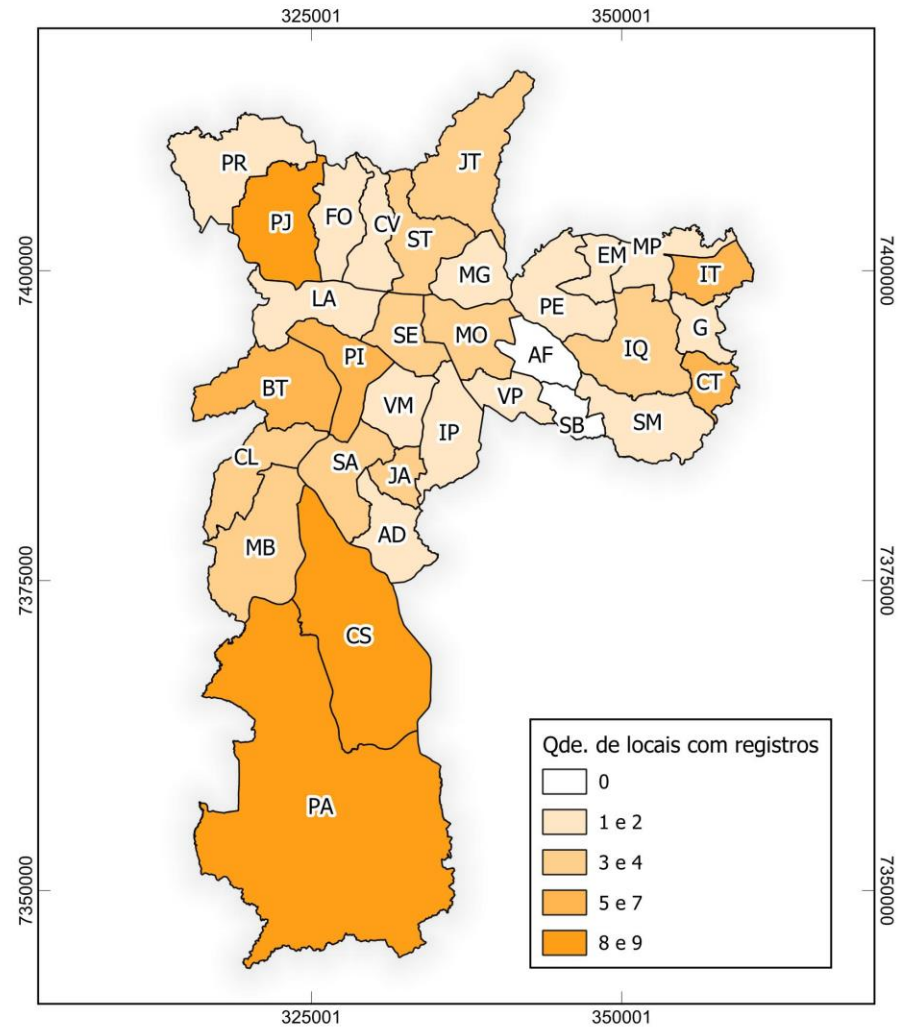 325001
350001
7400000
7400000
7375000
7375000
7350000
7350000
PR
JT
PJ
FO
CV
ST
EM
MP
MG
IT
LA
PE
SE
MO
G
PI
AF
IQ
BT
CT
VM
VP
IP
SB
SM
CL
SA
JA
MB
AD
CS
PA
Qde. de locais com registros
0
1 e 2
3 e 4
5 e 7
8 e 9
325001
350001